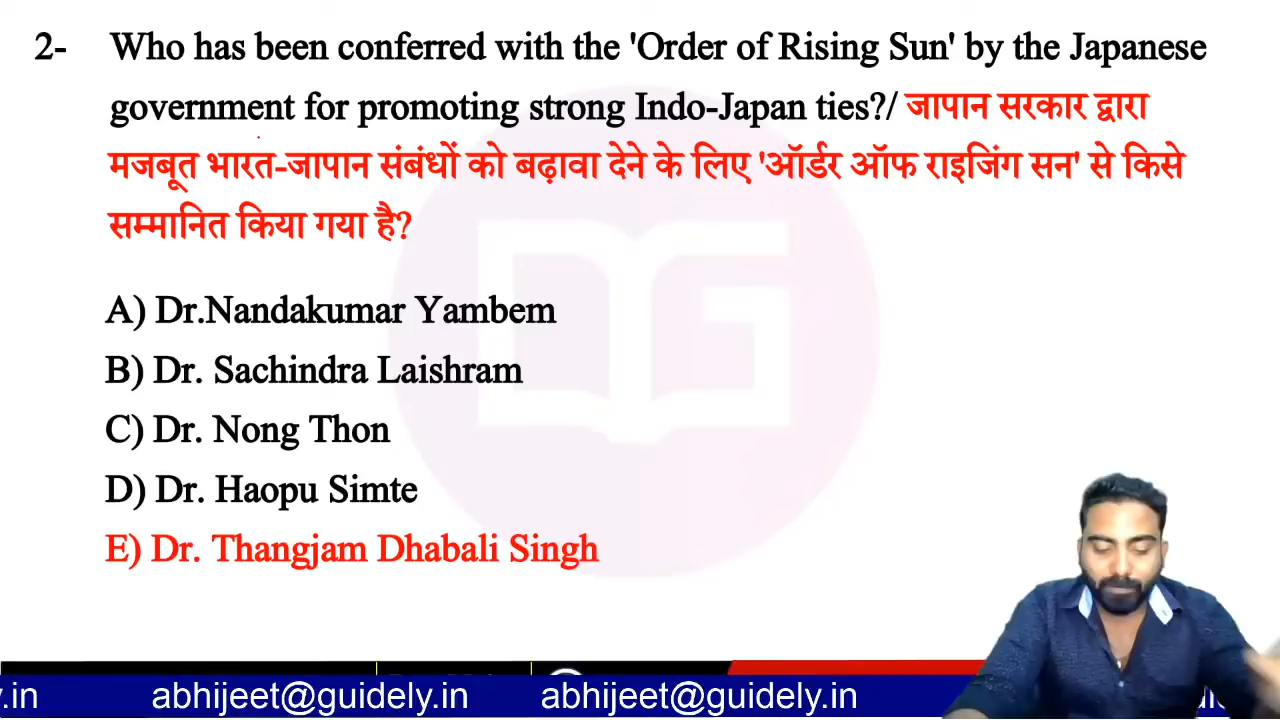 2- Who has been conferred with the 'Order of Rising Sun' by the Japanese
government for promoting strong Indo-Japan ties?/ जापान सरकार द्वारा
मजबूत भारत-जापान संबंधों को बढ़ावा देने के लिए 'ऑर्डर ऑफ राइजिंग सन' से किसे
सम्मानित किया गया है?
A) Dr.Nandakumar Yambem
B) Dr. Sachindra Laishram
C) Dr. Nong Thon
D) Dr. Haopu Simte
E) Dr. Thangjam Dhabali Singh
y.in abhijeet@guidely.in abhijeet@guidely.in